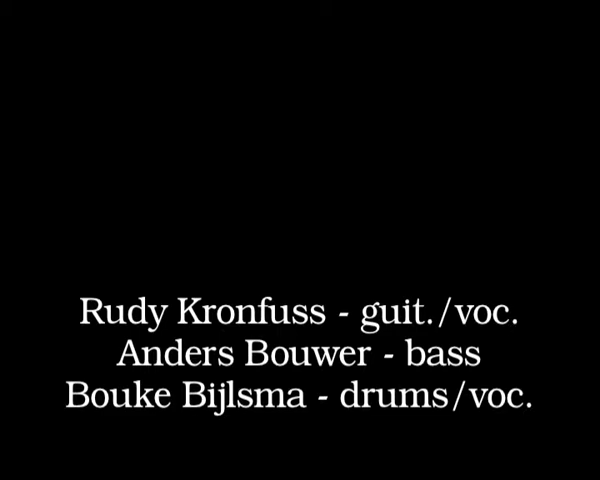 Rudy Kronfuss - guit./voc.
Anders Bouwer - bass
Bouke Bijlsma - drums/voc.